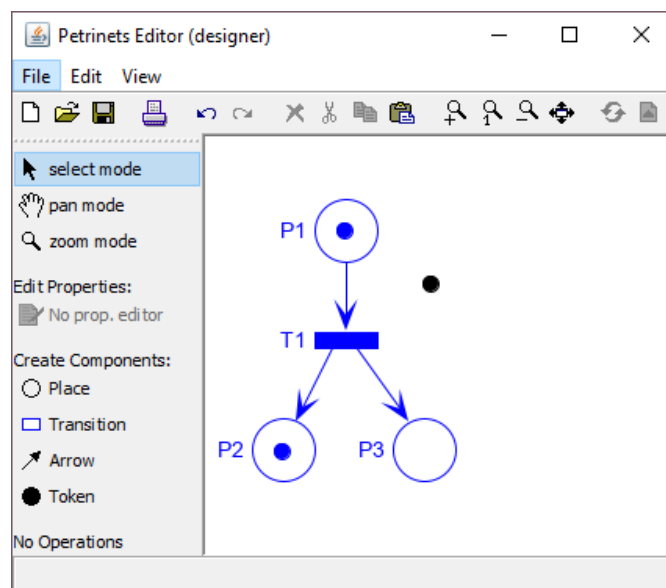 Petrinets Editor (designer)
File Edit View
1
select mode
pan mode
zoom mode
Edit Properties:
No prop. editor
Create Components:
Place
Transition
Arrow
Token
No Operations
P1
T1
P2 P3